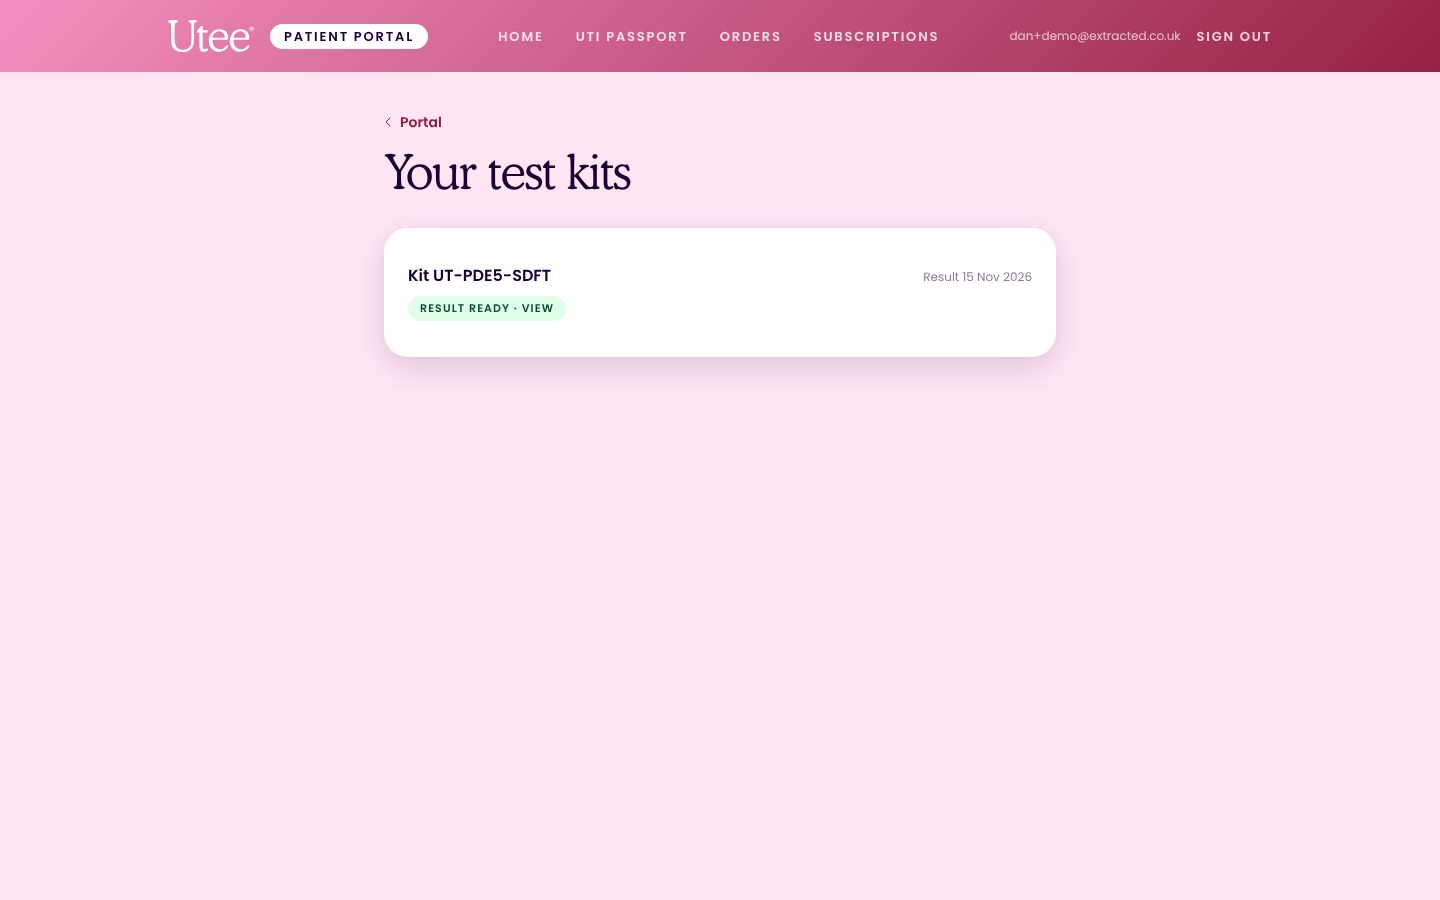 Utee®
PATIENT PORTAL
HOME
UTI PASSPORT
ORDERS
SUBSCRIPTIONS
dan+demo@extracted.co.uk
SIGN OUT
Portal
Your test kits
Kit UT-PDE5-SDFT
Result 15 Nov 2026
RESULT READY · VIEW